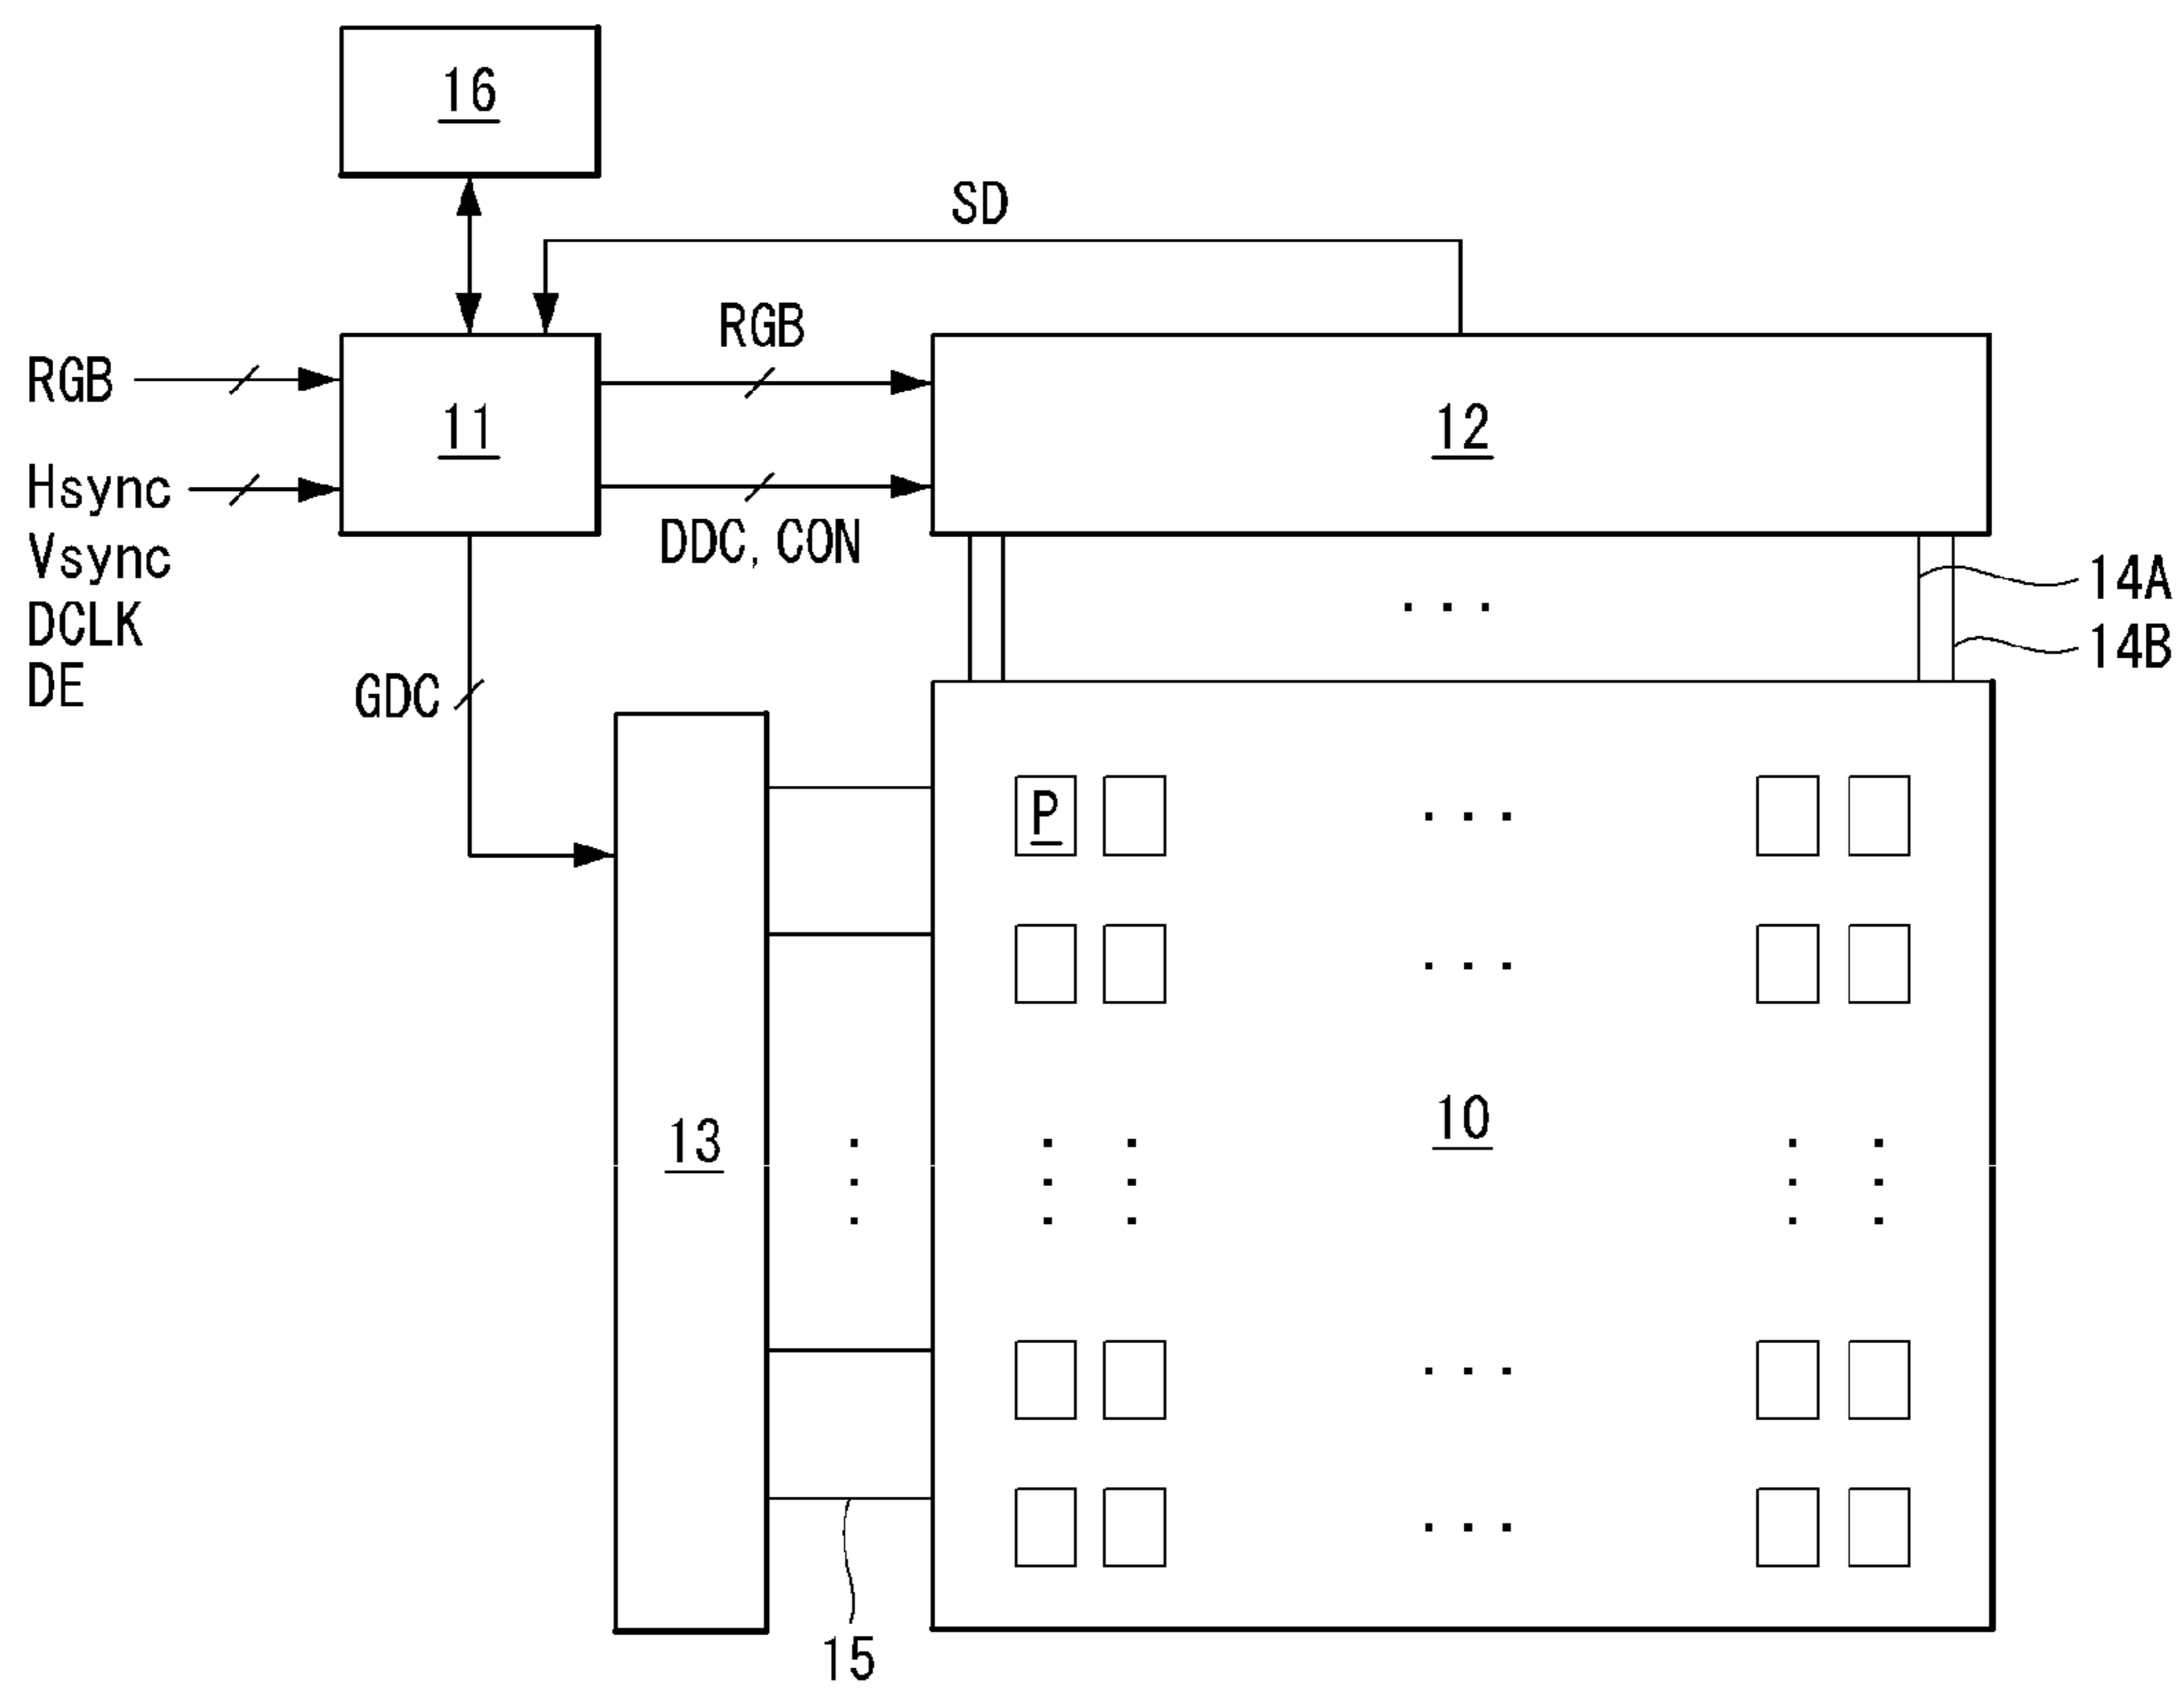 16
SD
RGB
RGB
11
12
Hsync
DDC, CON
Vsync
14A
DCLK
14B
DE
GDC
P
10
13
15